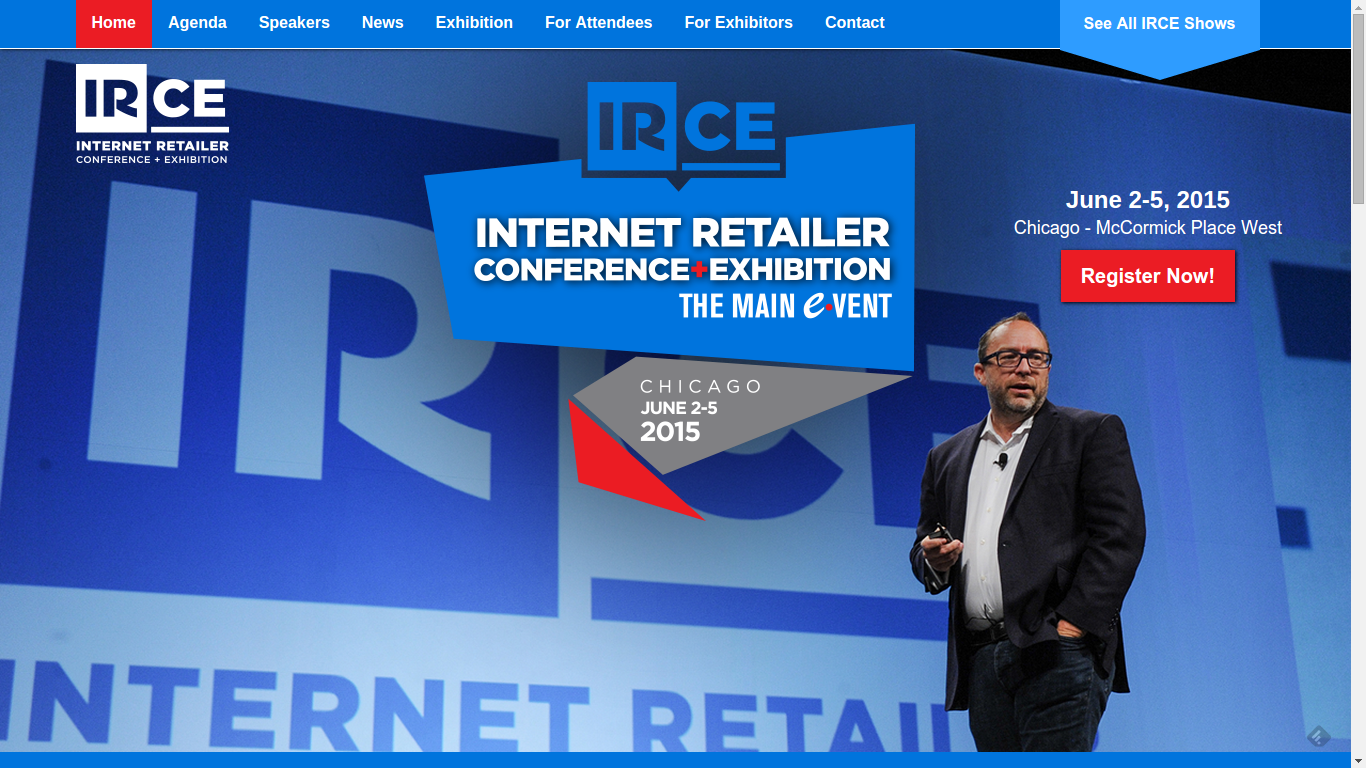 Home Agenda Speakers News Exhibition For Attendees For Exhibitors Contact See All IRCE Shows
IRCE
INTERNET RETAILER
CONFERENCE + EXHIBITION
IRCE
INTERNET RETAILER
CONFERENCE+EXHIBITION
THE MAIN e•VENT
CHICAGO
JUNE 2-5
2015
June 2-5, 2015
Chicago - McCormick Place West
Register Now!
IRCE
INTERNET RETAIL